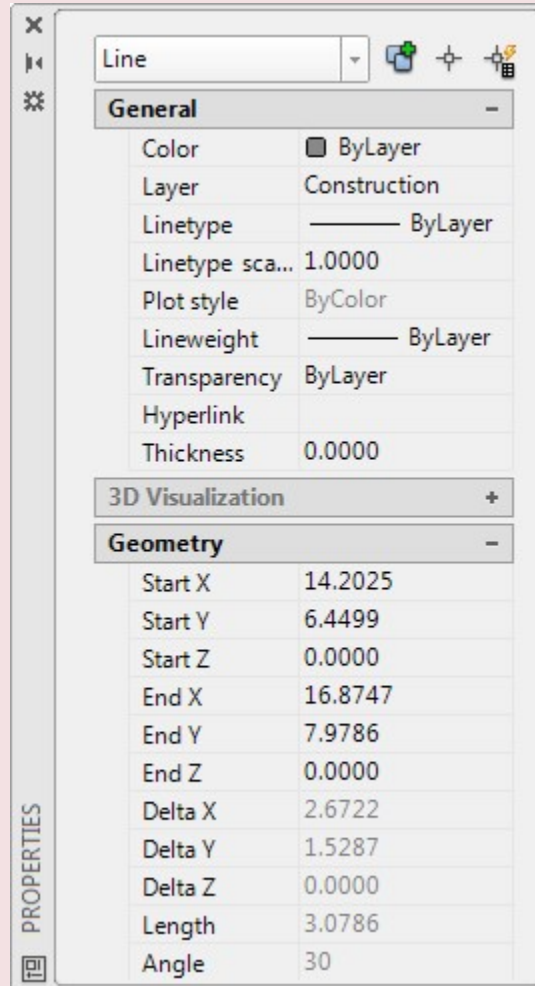 Line
General
Color ByLayer
Layer Construction
Linetype ByLayer
Linetype sca... 1.0000
Plot style ByColor
Lineweight ByLayer
Transparency ByLayer
Hyperlink
Thickness 0.0000
3D Visualization
Geometry
Start X 14.2025
Start Y 6.4499
Start Z 0.0000
End X 16.8747
End Y 7.9786
End Z 0.0000
Delta X 2.6722
Delta Y 1.5287
Delta Z 0.0000
Length 3.0786
Angle 30
PROPERTIES